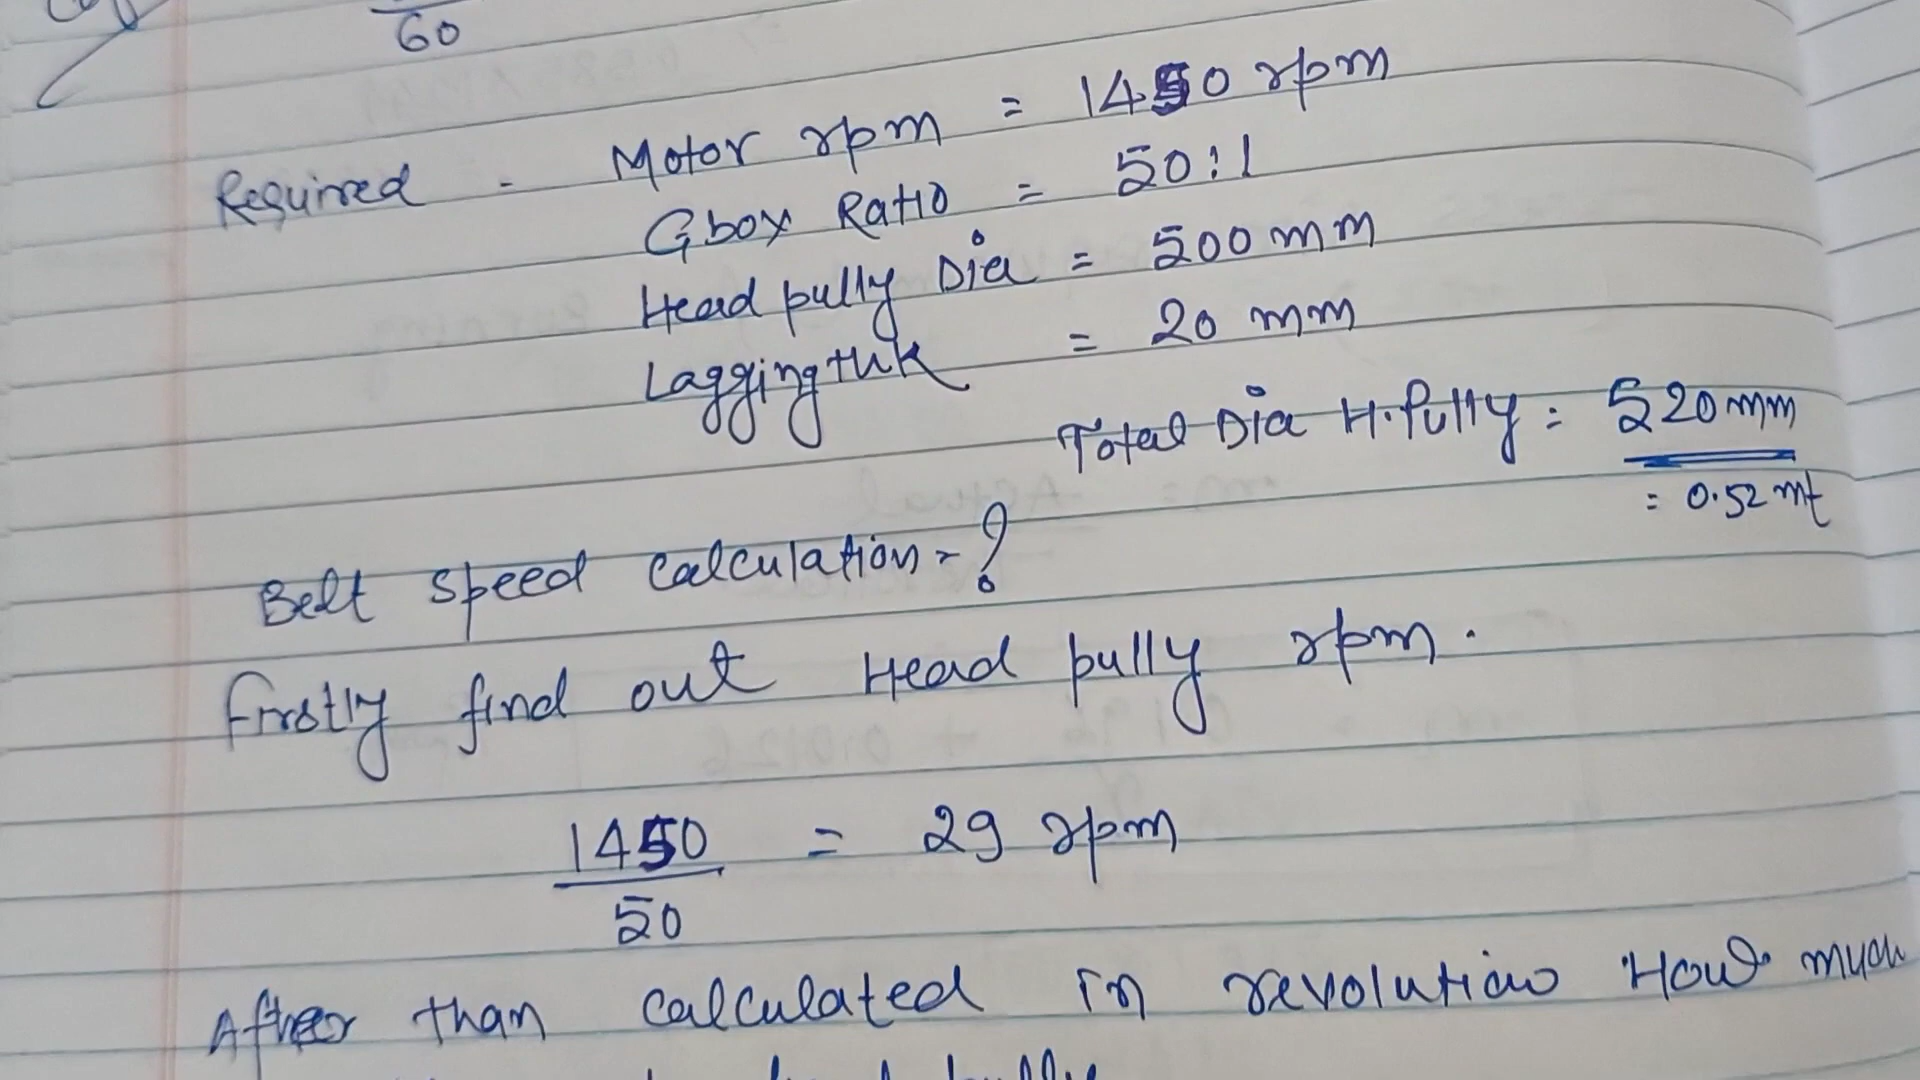 60
Required - Motor rpm = 1450 rpm
Gbox Ratio = 50:1
Head pully Dia = 500 mm
Lagging thk = 20 mm
Total Dia H. Pully = 520 mm
= 0.52 mt
Belt speed calculation = ?
Firstly find out Head pully rpm.
1450 = 29 rpm
50
After than calculated in revolution How much
pully